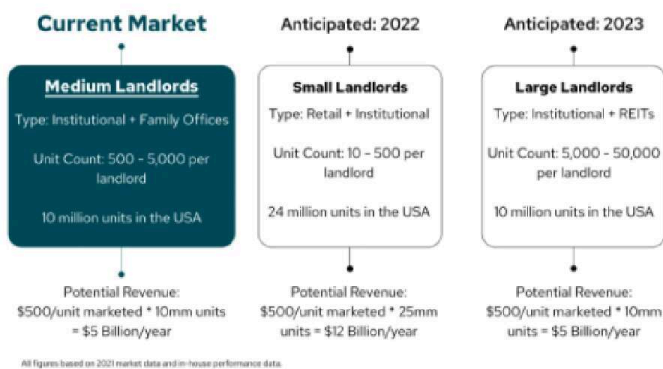 Current Market
Medium Landlords
Type: Institutional + Family Offices
Unit Count: 500 - 5,000 per
landlord
10 million units in the USA
Potential Revenue:
$500/unit marketed * 10mm units
= $5 Billion/year
Anticipated: 2022
Small Landlords
Type: Retail + Institutional
Unit Count: 10 - 500 per
landlord
24 million units in the USA
Potential Revenue:
$500/unit marketed * 25mm
units = $12 Billion/year
Anticipated: 2023
Large Landlords
Type: Institutional + REITs
Unit Count: 5,000 - 50,000
per landlord
10 million units in the USA
Potential Revenue:
$500/unit marketed * 10mm
units = $5 Billion/year
All figures based on 2021 market data and in-house performance data.